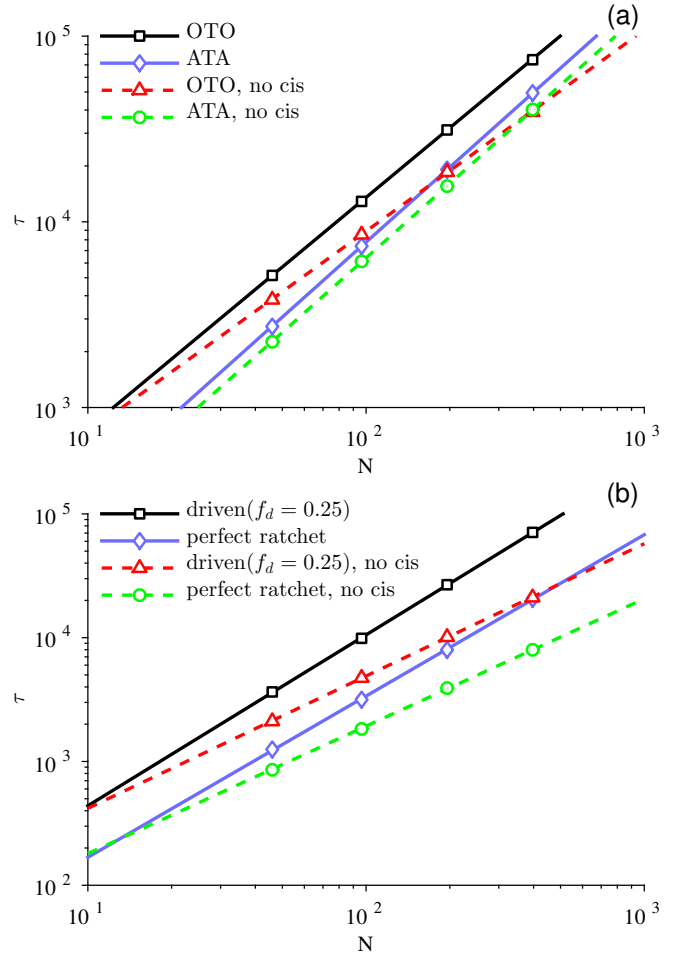 (a)
10^5
OTO
ATA
OTO, no cis
ATA, no cis
10^4
τ
10^3
10^1
10^2
10^3
N
(b)
10^5
driven(f_d = 0.25)
perfect ratchet
driven(f_d = 0.25), no cis
perfect ratchet, no cis
10^4
τ
10^3
10^2
10^1
10^2
10^3
N